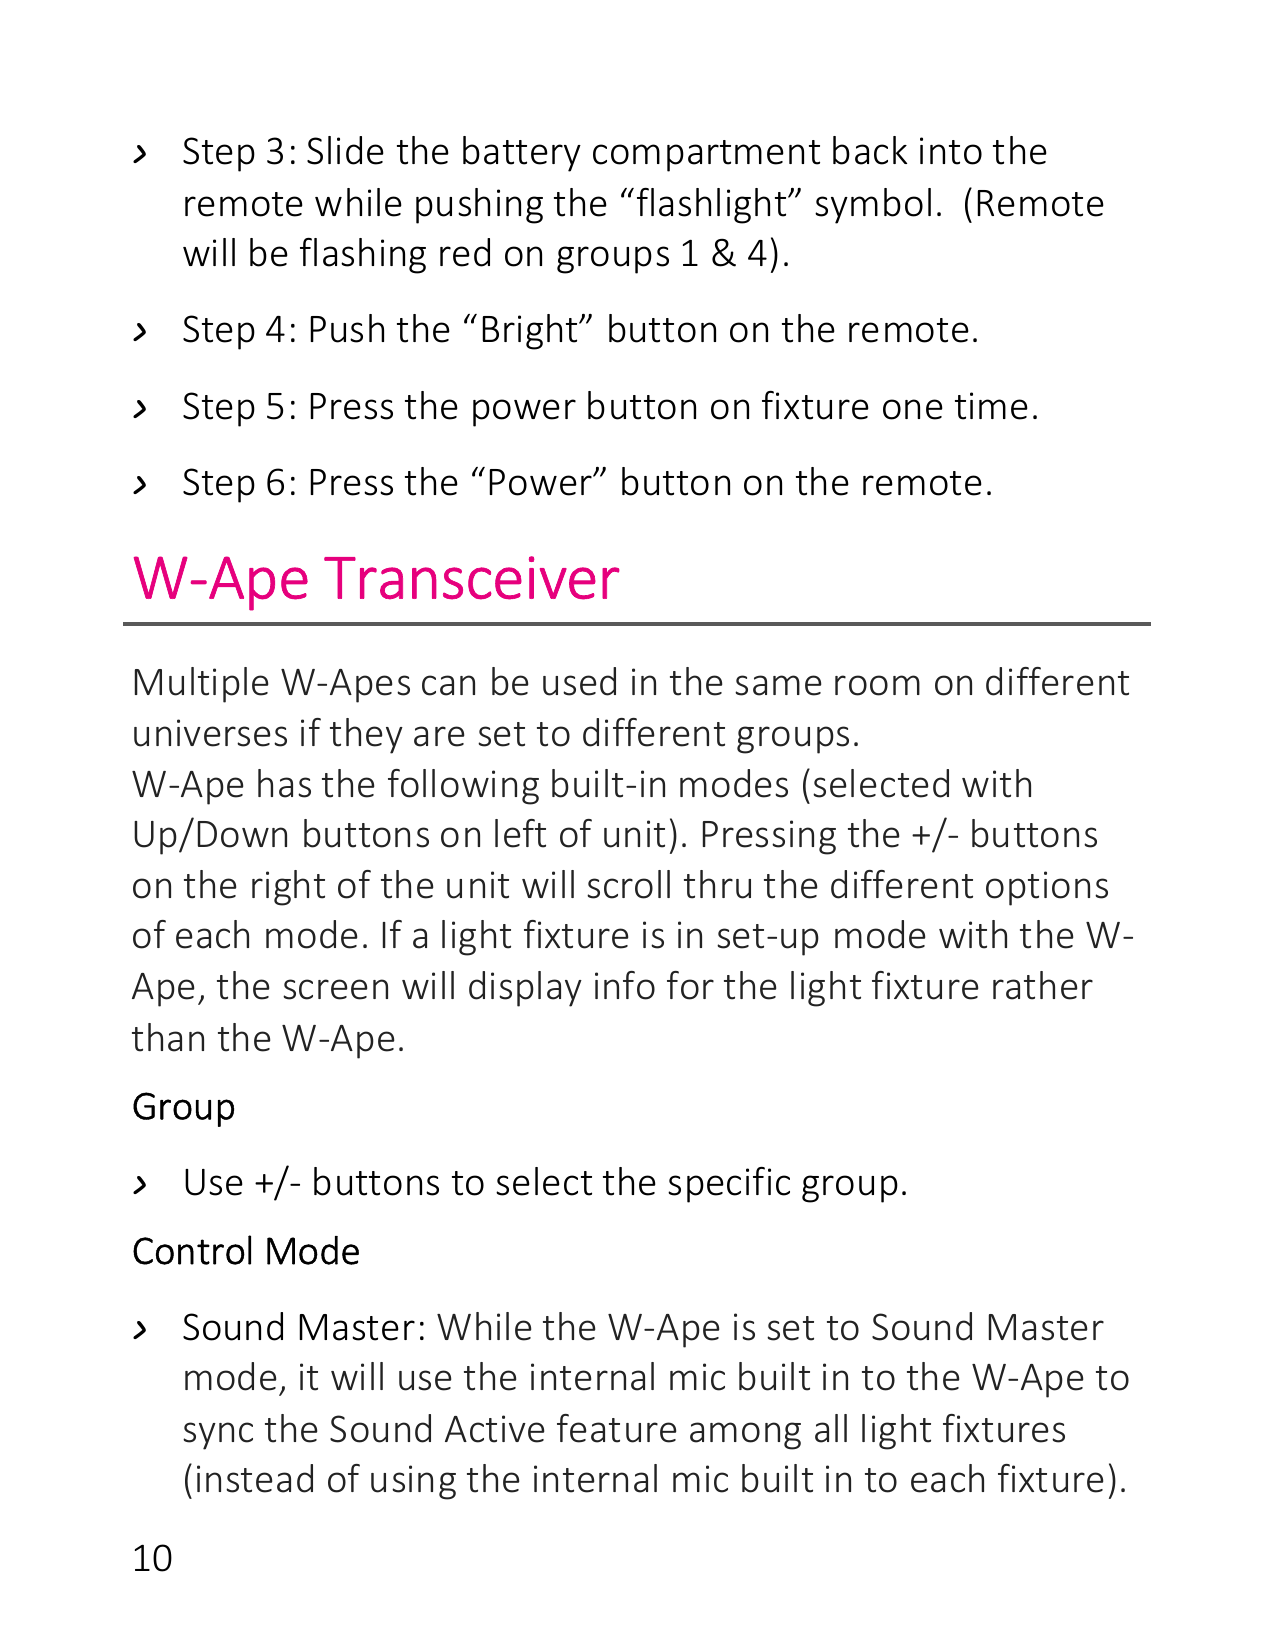 › Step 3: Slide the battery compartment back into the
remote while pushing the “flashlight” symbol.  (Remote
will be flashing red on groups 1 & 4).
› Step 4: Push the “Bright” button on the remote.
› Step 5: Press the power button on fixture one time.
› Step 6: Press the “Power” button on the remote.
W-Ape Transceiver
Multiple W-Apes can be used in the same room on different
universes if they are set to different groups.
W-Ape has the following built-in modes (selected with
Up/Down buttons on left of unit). Pressing the +/- buttons
on the right of the unit will scroll thru the different options
of each mode. If a light fixture is in set-up mode with the W-
Ape, the screen will display info for the light fixture rather
than the W-Ape.
Group
› Use +/- buttons to select the specific group.
Control Mode
› Sound Master: While the W-Ape is set to Sound Master
mode, it will use the internal mic built in to the W-Ape to
sync the Sound Active feature among all light fixtures
(instead of using the internal mic built in to each fixture).
10